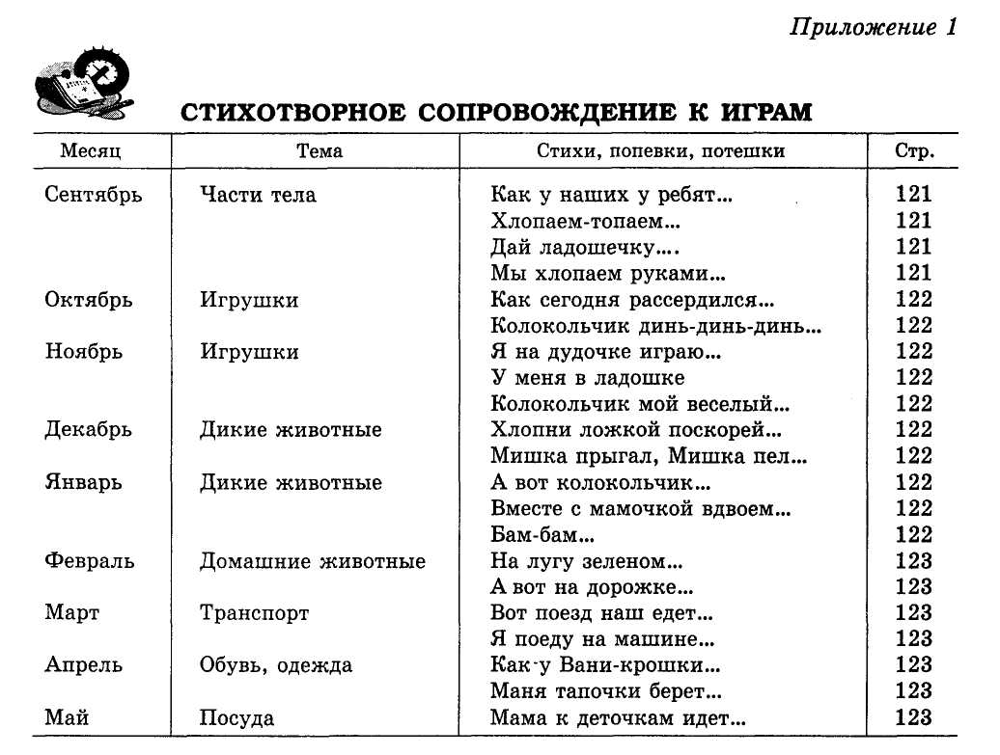 Приложение 1
СТИХОТВОРНОЕ СОПРОВОЖДЕНИЕ К ИГРАМ
Месяц Тема Стихи, попевки, потешки Стр.
Сентябрь Части тела Как у наших у ребят... 121
Хлопаем-топаем... 121
Дай ладошечку.... 121
Мы хлопаем руками... 121
Октябрь Игрушки Как сегодня рассердился... 122
Колокольчик динь-динь-динь... 122
Ноябрь Игрушки Я на дудочке играю... 122
У меня в ладошке 122
Колокольчик мой веселый... 122
Декабрь Дикие животные Хлопни ложкой поскорей... 122
Мишка прыгал, Мишка пел... 122
Январь Дикие животные А вот колокольчик... 122
Вместе с мамочкой вдвоем... 122
Бам-бам... 122
Февраль Домашние животные На лугу зеленом... 123
А вот на дорожке... 123
Март Транспорт Вот поезд наш едет... 123
Я поеду на машине... 123
Апрель Обувь, одежда Как у Вани-крошки... 123
Маня тапочки берет... 123
Май Посуда Мама к деточкам идет... 123